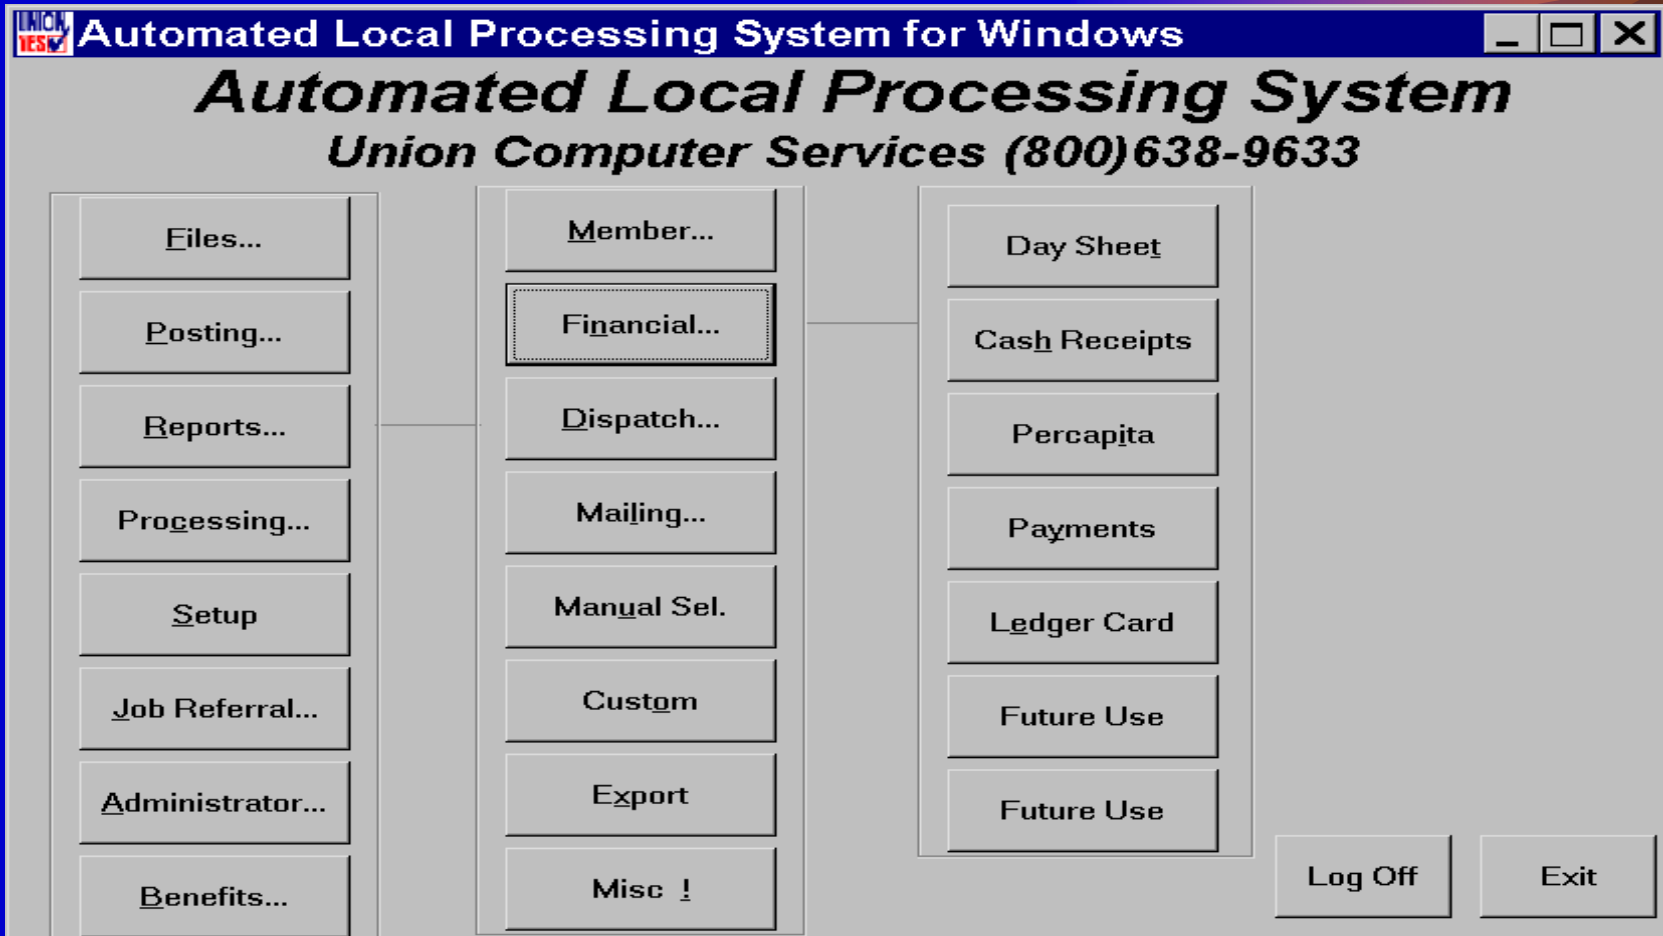 UNION
YES
Automated Local Processing System for Windows
Automated Local Processing System
Union Computer Services (800)638-9633
Files...
Posting...
Reports...
Processing...
Setup
Job Referral...
Administrator...
Benefits...
Member...
Financial...
Dispatch...
Mailing...
Manual Sel.
Custom
Export
Misc !
Day Sheet
Cash Receipts
Percapita
Payments
Ledger Card
Future Use
Future Use
Log Off
Exit